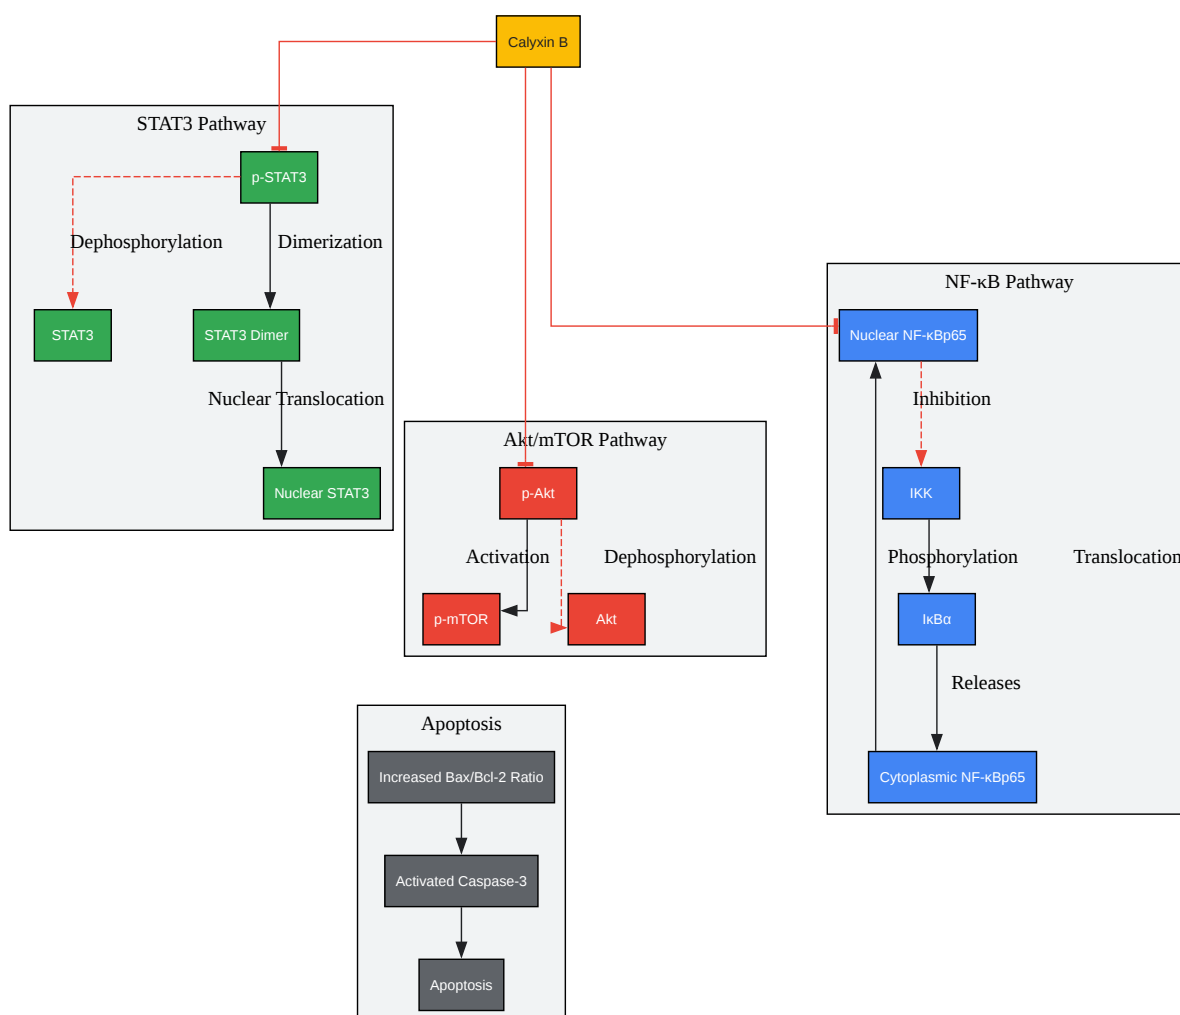 Calyxin B
STAT3 Pathway
p-STAT3
Dephosphorylation
Dimerization
STAT3
STAT3 Dimer
Nuclear Translocation
Nuclear STAT3
Akt/mTOR Pathway
p-Akt
Activation
Dephosphorylation
p-mTOR
Akt
NF-κB Pathway
Nuclear NF-κBp65
Inhibition
IKK
Phosphorylation
Translocation
IκBα
Releases
Cytoplasmic NF-κBp65
Apoptosis
Increased Bax/Bcl-2 Ratio
Activated Caspase-3
Apoptosis